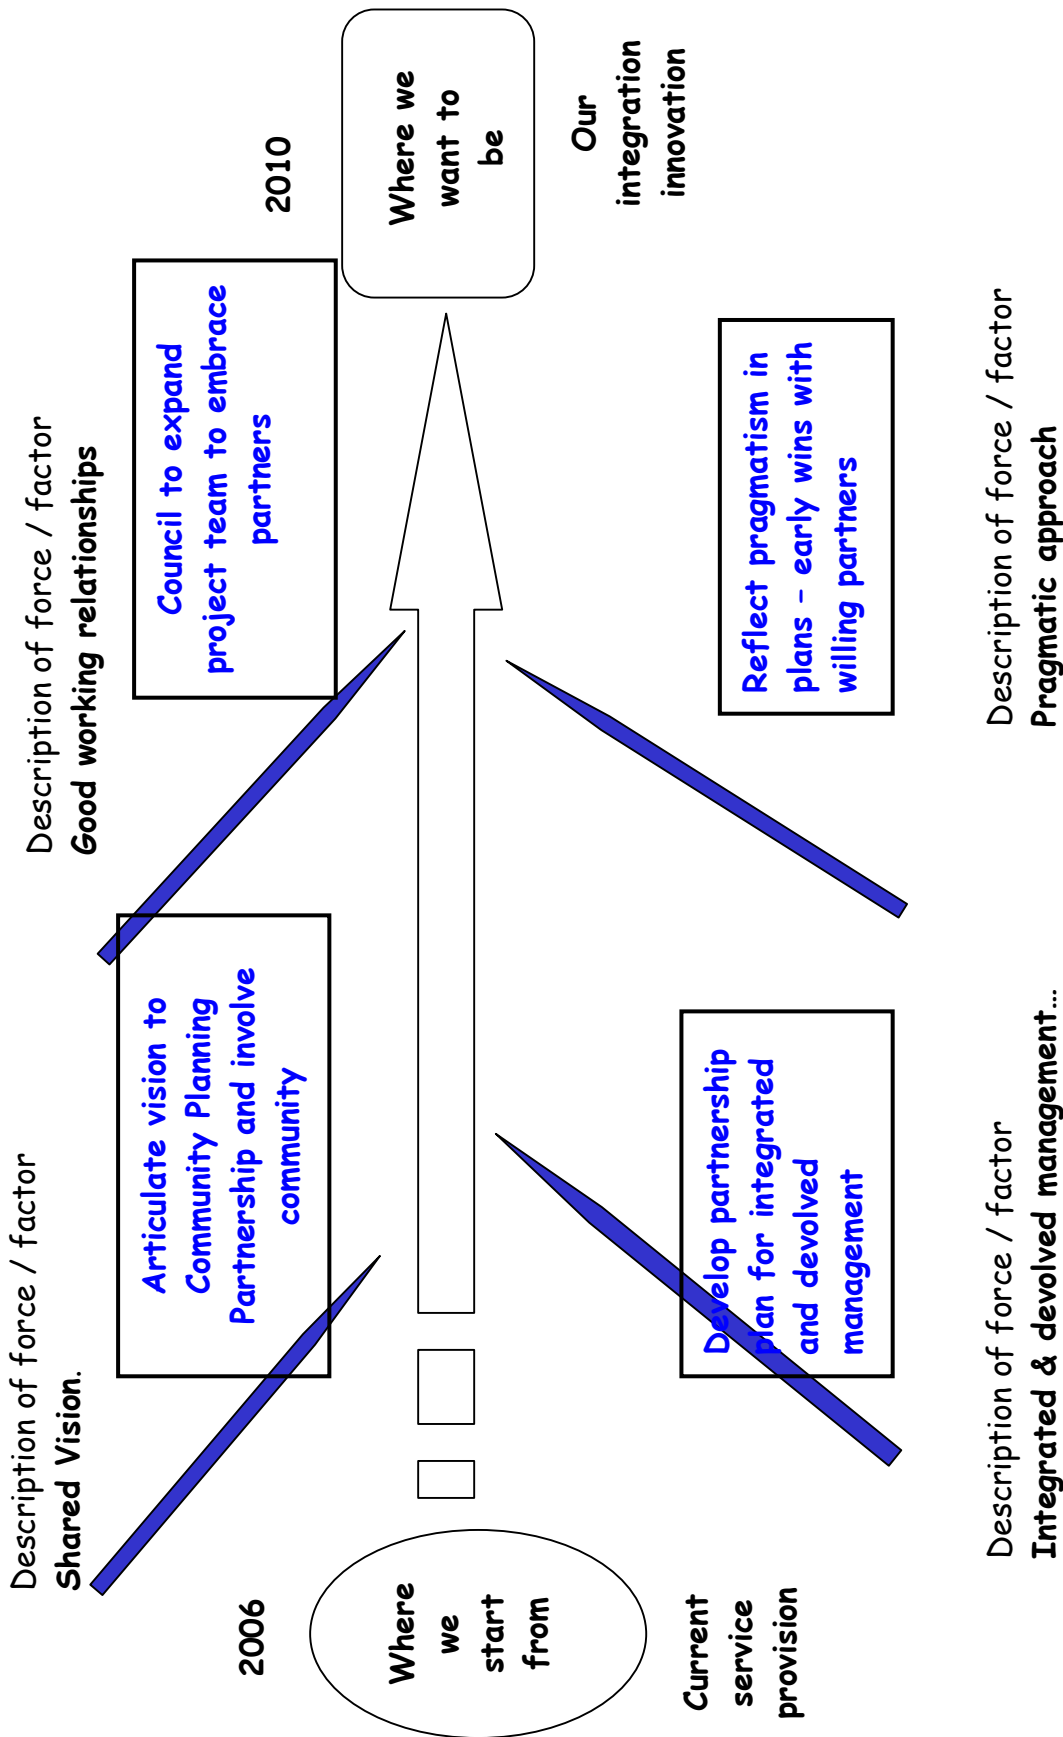 Description of force / factor
Shared Vision.
Description of force / factor
Good working relationships
Articulate vision to
Community Planning
Partnership and involve
community
Council to expand
project team to embrace
partners
2006
2010
Where
we
start
from
Where we
want to
be
Current
service
provision
Our
integration
innovation
Develop partnership
plan for integrated
and devolved
management
Reflect pragmatism in
plans – early wins with
willing partners
Description of force / factor
Integrated & devolved management…
Description of force / factor
Pragmatic approach